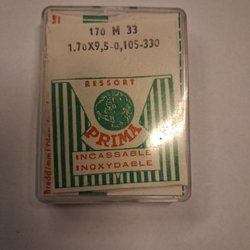 170 M 33
1.70X9,5-0,105-330
RESSORT
PRIMA
INCASSABLE
INOXYDABLE